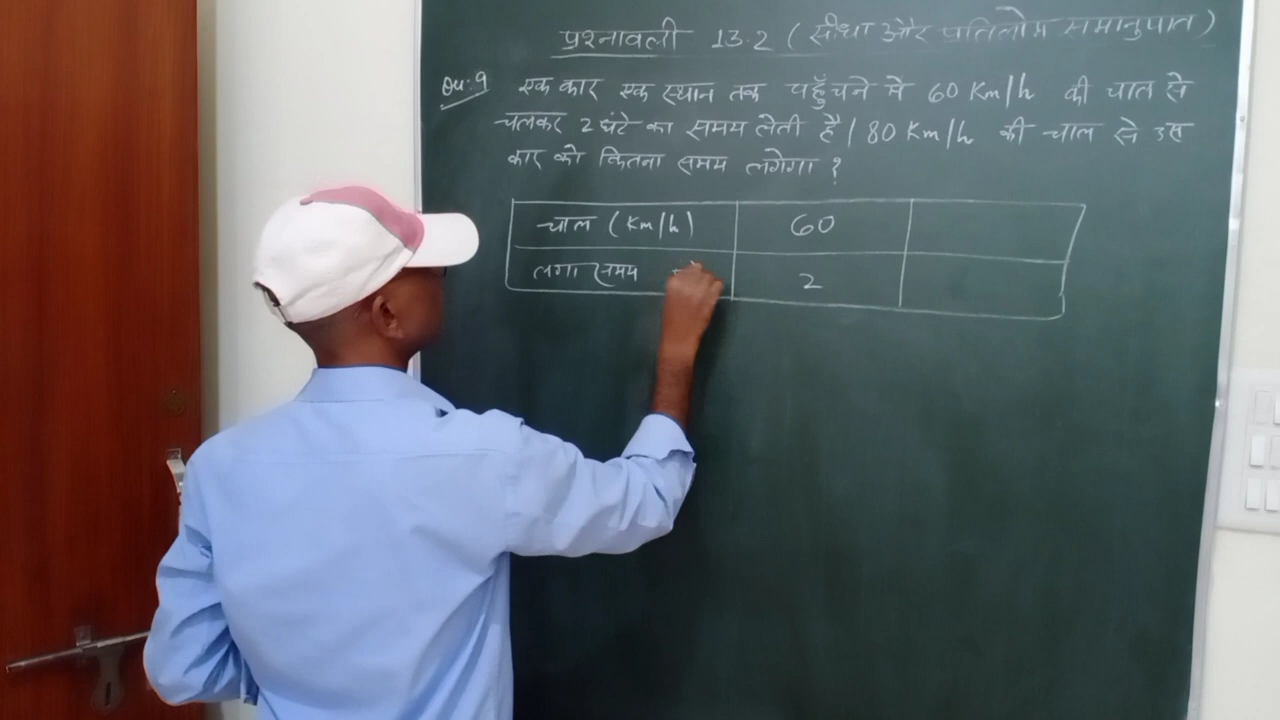 प्रश्नावली 13.2 (सीधा और प्रतिलोम समानुपात)
Qu:9 एक कार एक स्थान तक पहुँचने मे 60 Km/h की चाल से
चलकर 2 घंटे का समय लेती है | 80 Km/h की चाल से उस
कार को कितना समय लगेगा ?
चाल (Km/h) 60
लगा समय 2